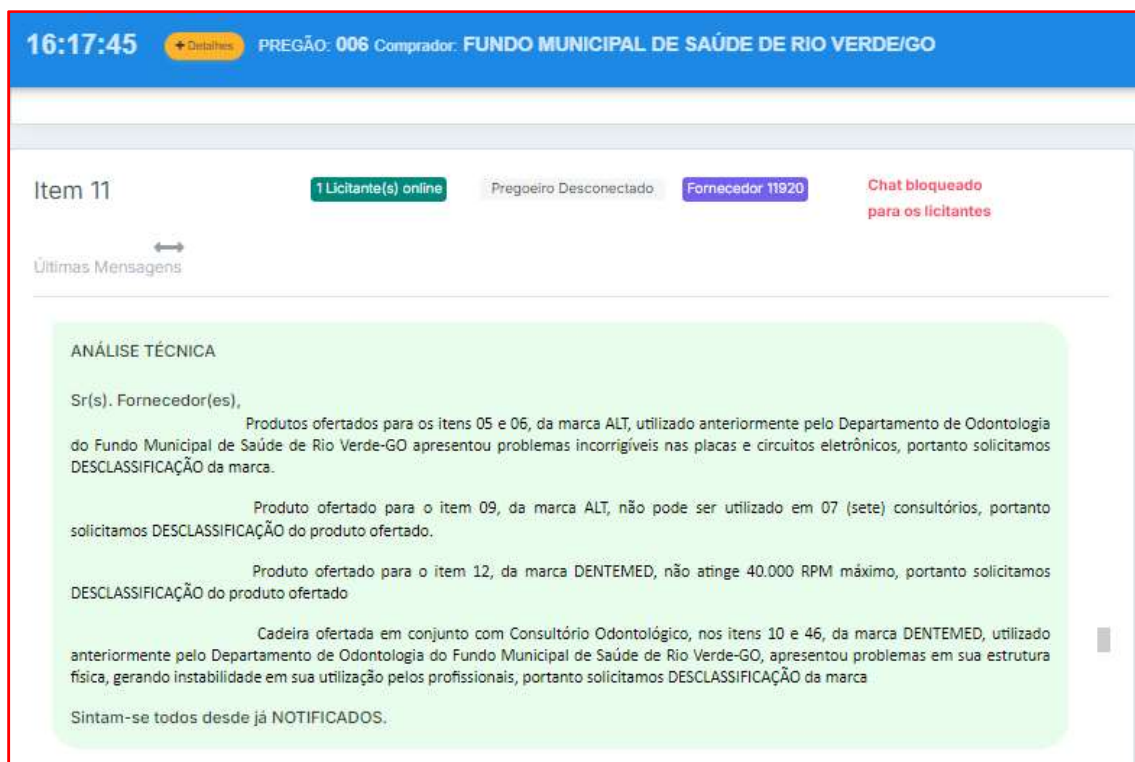 16:17:45 + Detalhes PREGÃO: 006 Comprador: FUNDO MUNICIPAL DE SAÚDE DE RIO VERDE/GO
Item 11 1 Licitante(s) online Pregoeiro Desconectado Fornecedor 11920 Chat bloqueado
para os licitantes
Últimas Mensagens
ANÁLISE TÉCNICA
Sr(s). Fornecedor(es),
Produtos ofertados para os itens 05 e 06, da marca ALT, utilizado anteriormente pelo Departamento de Odontologia
do Fundo Municipal de Saúde de Rio Verde-GO apresentou problemas incorrigíveis nas placas e circuitos eletrônicos, portanto solicitamos
DESCLASSIFICAÇÃO da marca.
Produto ofertado para o item 09, da marca ALT, não pode ser utilizado em 07 (sete) consultórios, portanto
solicitamos DESCLASSIFICAÇÃO do produto ofertado.
Produto ofertado para o item 12, da marca DENTEMED, não atinge 40.000 RPM máximo, portanto solicitamos
DESCLASSIFICAÇÃO do produto ofertado
Cadeira ofertada em conjunto com Consultório Odontológico, nos itens 10 e 46, da marca DENTEMED, utilizado
anteriormente pelo Departamento de Odontologia do Fundo Municipal de Saúde de Rio Verde-GO, apresentou problemas em sua estrutura
física, gerando instabilidade em sua utilização pelos profissionais, portanto solicitamos DESCLASSIFICAÇÃO da marca
Sintam-se todos desde já NOTIFICADOS.